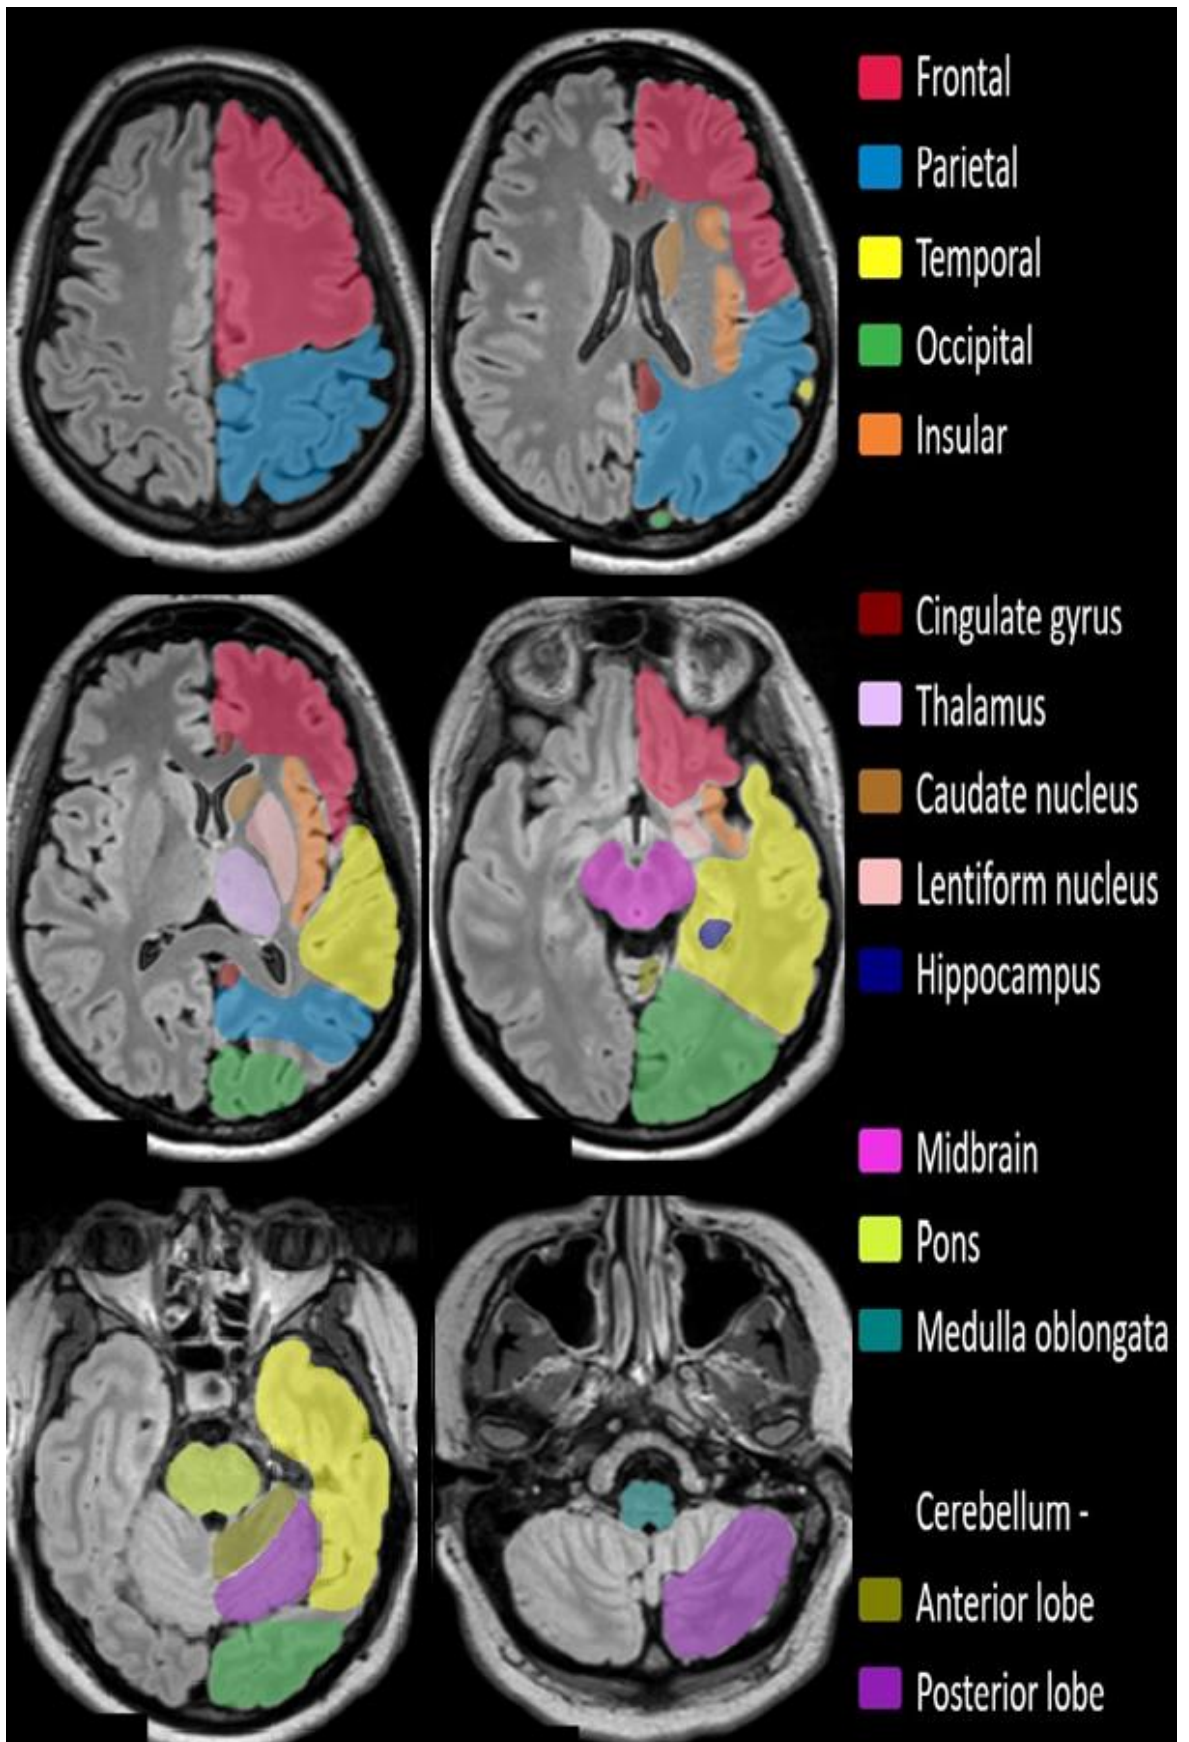 Frontal
Parietal
Temporal
Occipital
Insular
Cingulate gyrus
Thalamus
Caudate nucleus
Lentiform nucleus
Hippocampus
Midbrain
Pons
Medulla oblongata
Cerebellum -
Anterior lobe
Posterior lobe